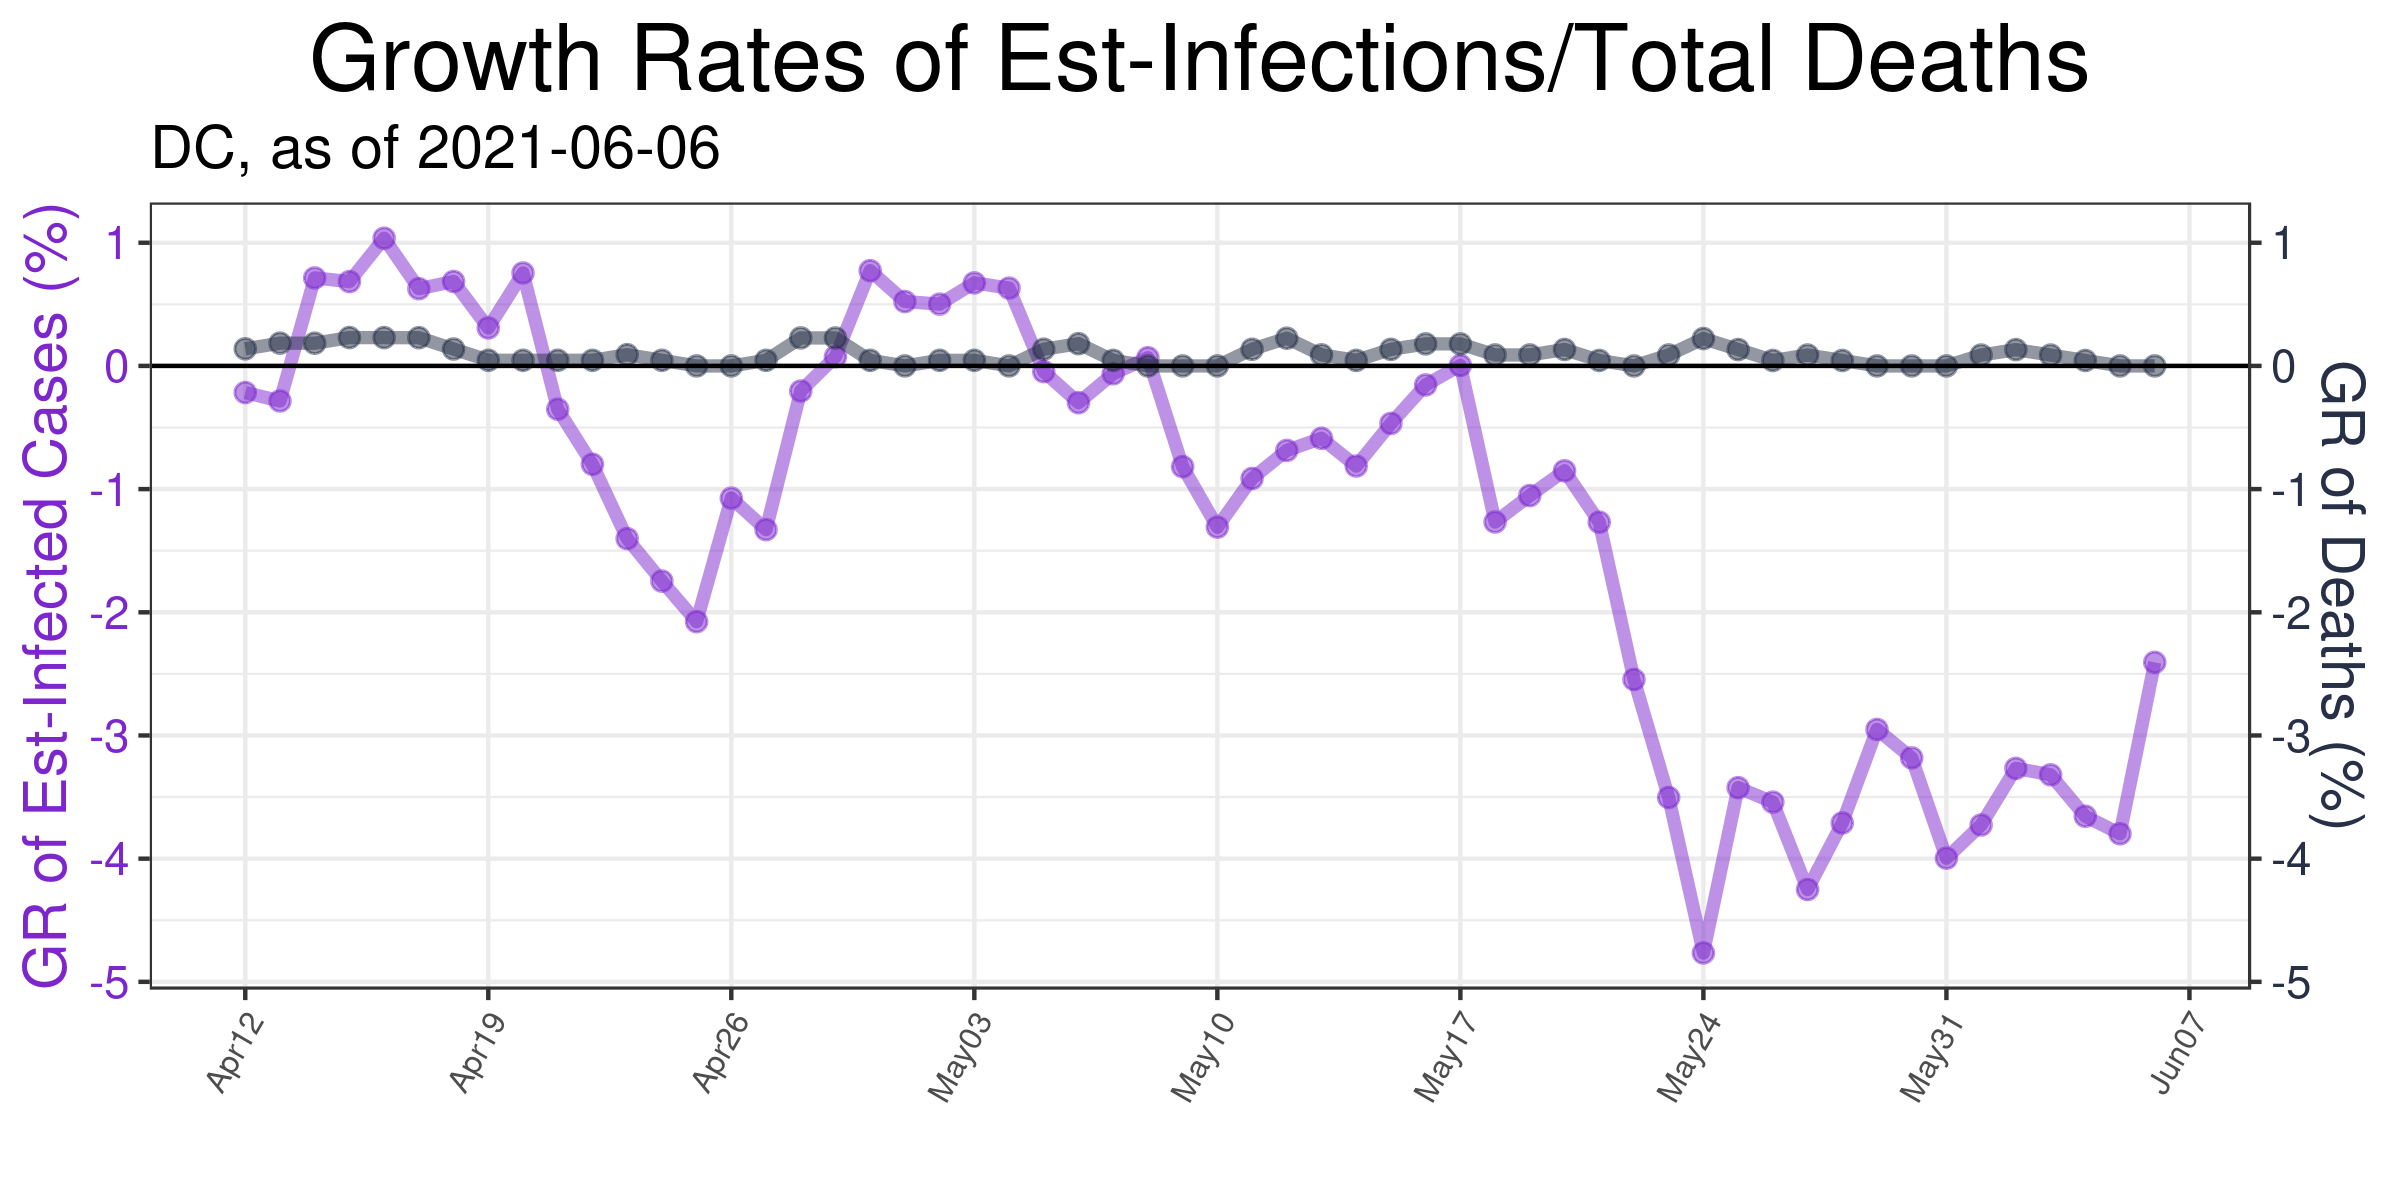 Growth Rates of Est-Infections/Total Deaths
DC, as of 2021-06-06
GR of Est-Infected Cases (%)
1
0
-1
-2
-3
-4
-5
1
0
-1
-2
-3
-4
-5
GR of Deaths (%)
Apr12
Apr19
Apr26
May03
May10
May17
May24
May31
Jun07